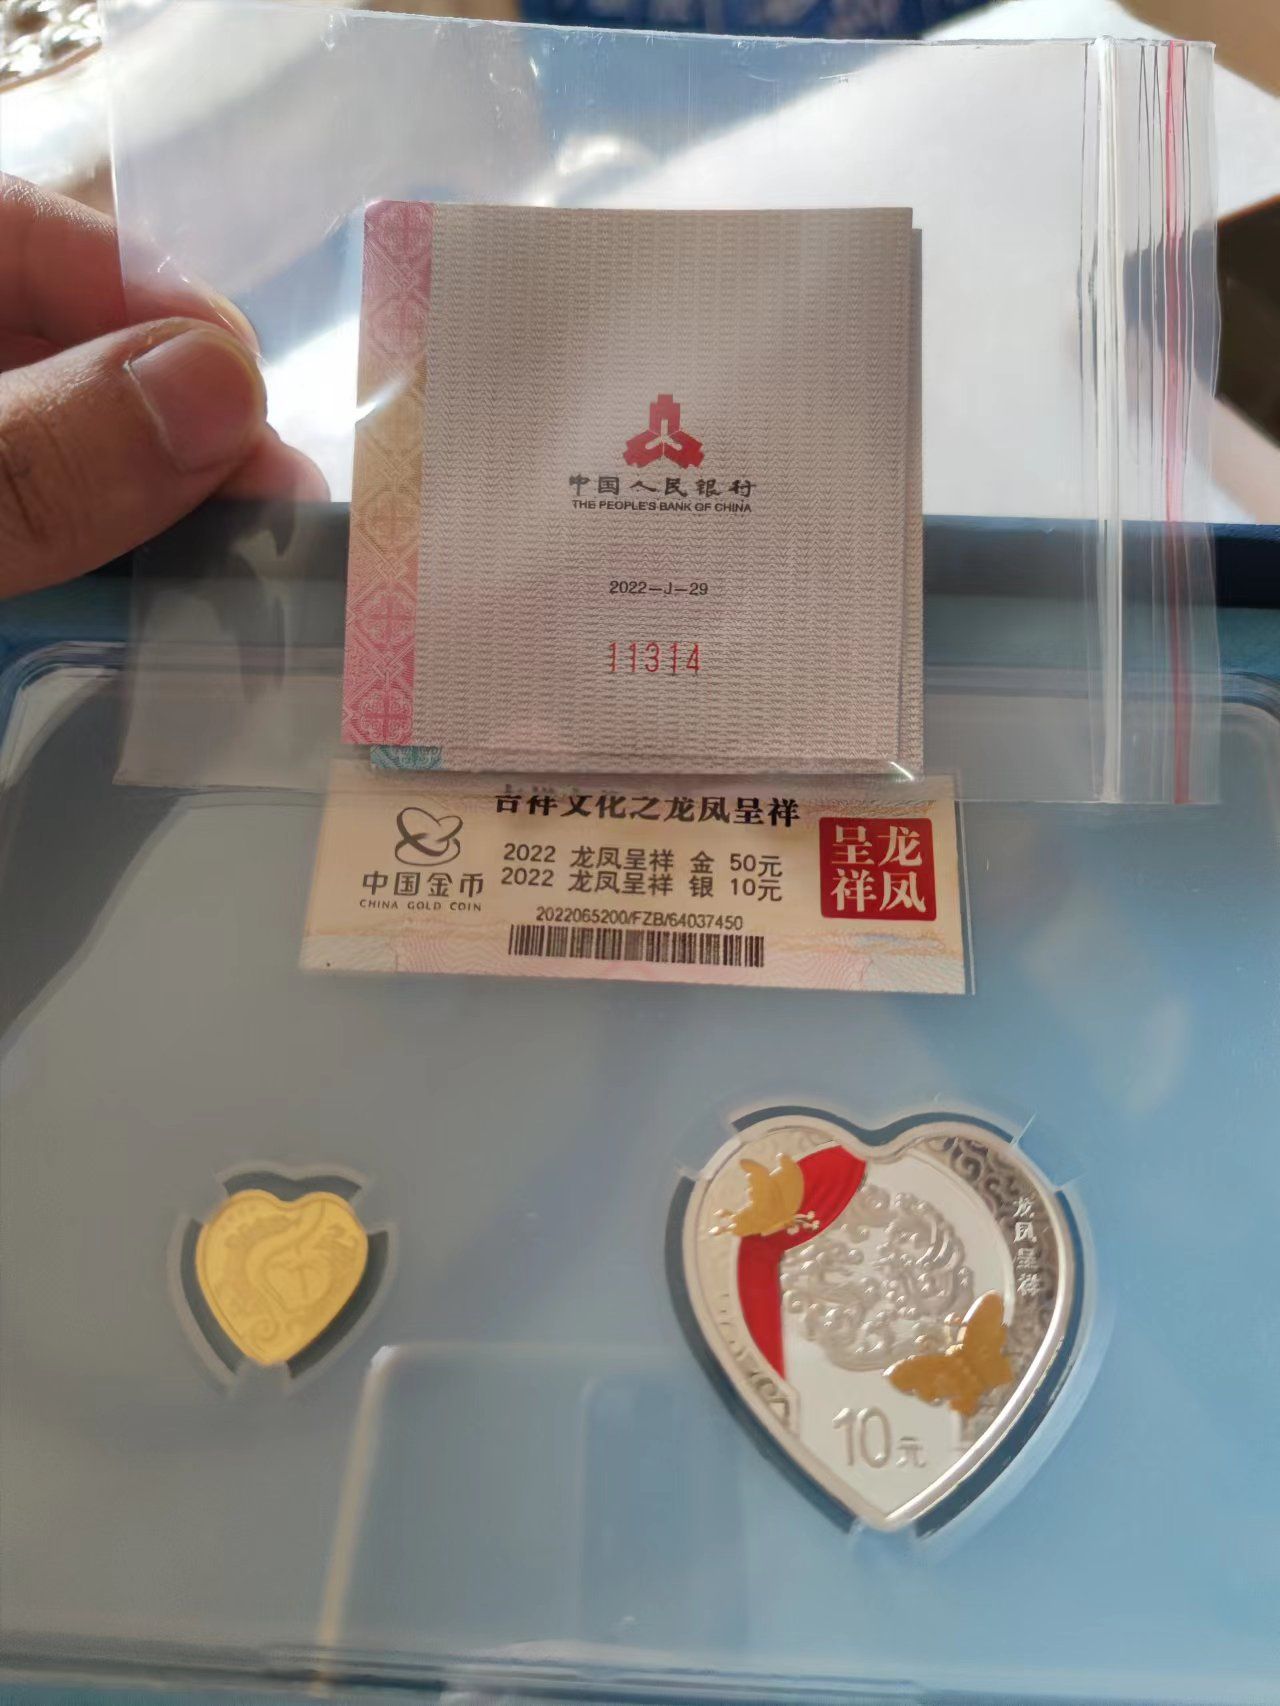 中国人民银行
THE PEOPLE'S BANK OF CHINA
2022—J—29
11314
吉祥文化之龙凤呈祥
中国金币
CHINA GOLD COIN
2022 龙凤呈祥 金 50元
2022 龙凤呈祥 银 10元
2022065200/FZB/64037450
龙凤
呈祥
龙凤呈祥
10元